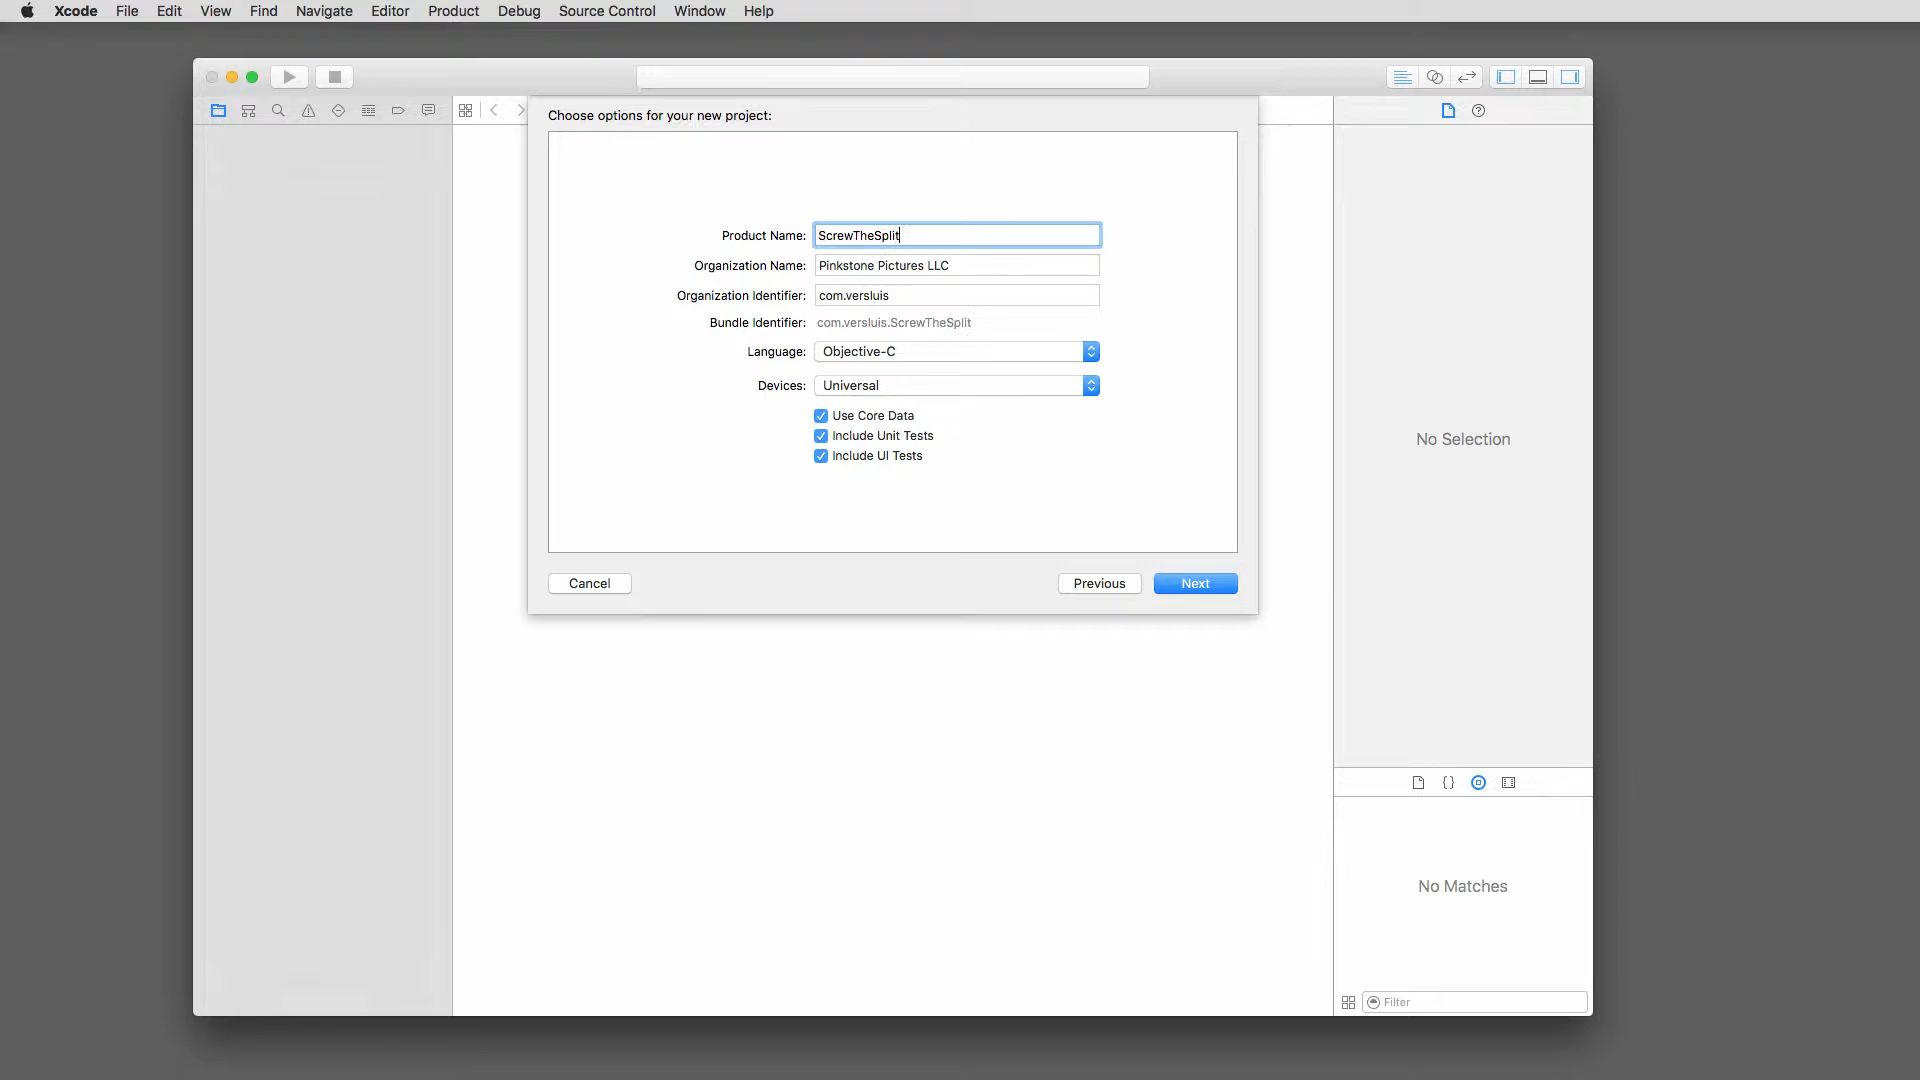 Xcode File Edit View Find Navigate Editor Product Debug Source Control Window Help
Choose options for your new project:
Product Name: ScrewTheSplit
Organization Name: Pinkstone Pictures LLC
Organization Identifier: com.versluis
Bundle Identifier: com.versluis.ScrewTheSplit
Language: Objective-C
Devices: Universal
Use Core Data
Include Unit Tests
Include UI Tests
Cancel Previous Next
No Selection
No Matches
Filter